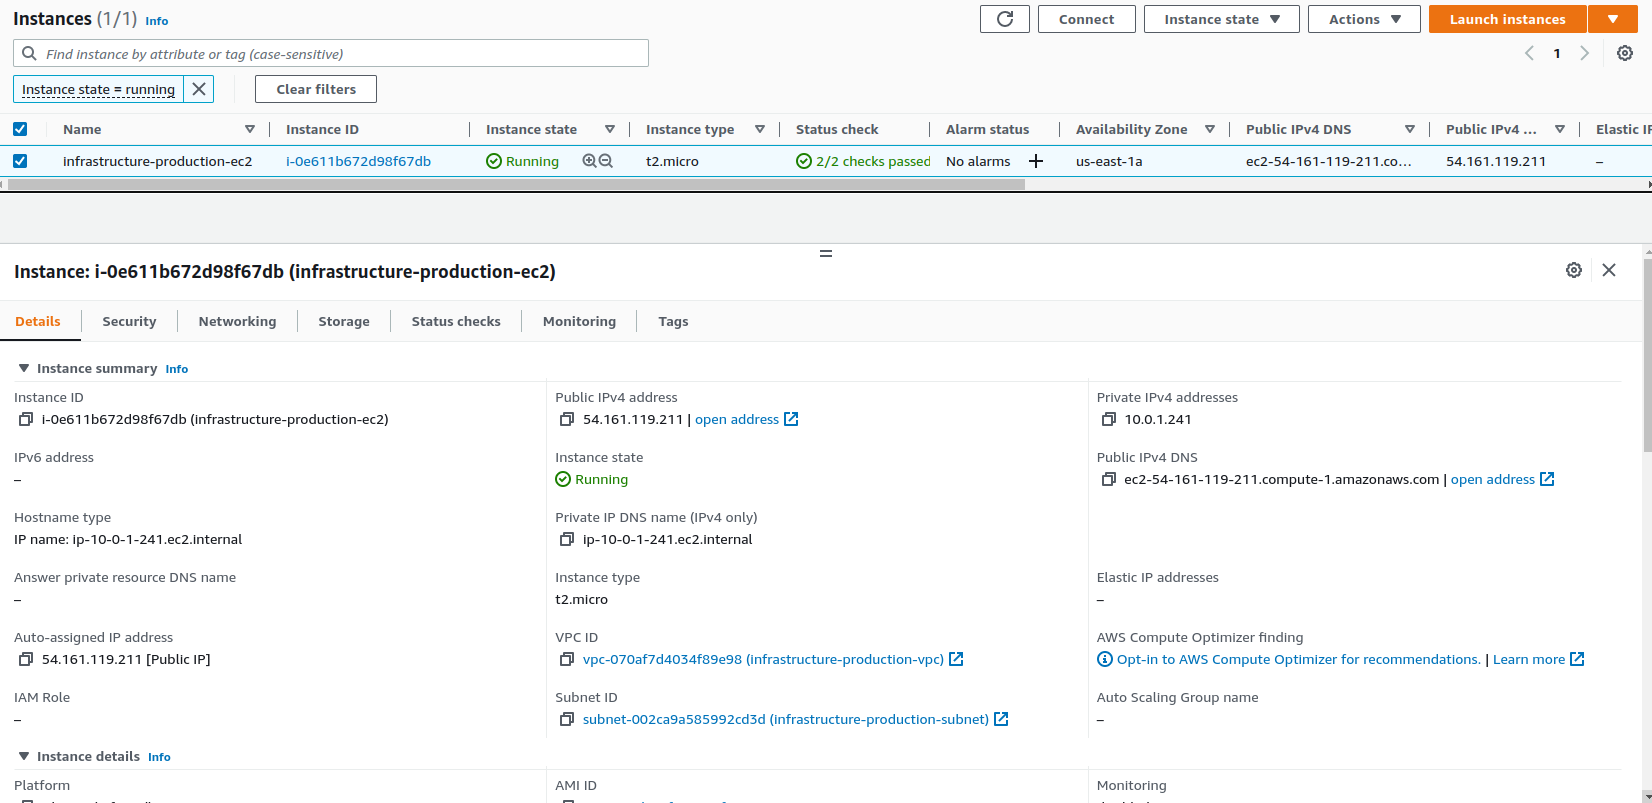 Instances (1/1) Info
Connect
Instance state
Actions
Launch instances
Find instance by attribute or tag (case-sensitive)
1
Instance state = running
Clear filters
Name Instance ID Instance state Instance type Status check Alarm status Availability Zone Public IPv4 DNS Public IPv4 ... Elastic IP
infrastructure-production-ec2 i-0e611b672d98f67db Running t2.micro 2/2 checks passed No alarms + us-east-1a ec2-54-161-119-211.co... 54.161.119.211 –
Instance: i-0e611b672d98f67db (infrastructure-production-ec2)
Details Security Networking Storage Status checks Monitoring Tags
Instance summary Info
Instance ID Public IPv4 address Private IPv4 addresses
i-0e611b672d98f67db (infrastructure-production-ec2) 54.161.119.211 | open address 10.0.1.241
IPv6 address Instance state Public IPv4 DNS
– Running ec2-54-161-119-211.compute-1.amazonaws.com | open address
Hostname type Private IP DNS name (IPv4 only)
IP name: ip-10-0-1-241.ec2.internal ip-10-0-1-241.ec2.internal
Answer private resource DNS name Instance type Elastic IP addresses
– t2.micro –
Auto-assigned IP address VPC ID AWS Compute Optimizer finding
54.161.119.211 [Public IP] vpc-070af7d4034f89e98 (infrastructure-production-vpc) Opt-in to AWS Compute Optimizer for recommendations. | Learn more
IAM Role Subnet ID Auto Scaling Group name
– subnet-002ca9a585992cd3d (infrastructure-production-subnet) –
Instance details Info
Platform AMI ID Monitoring